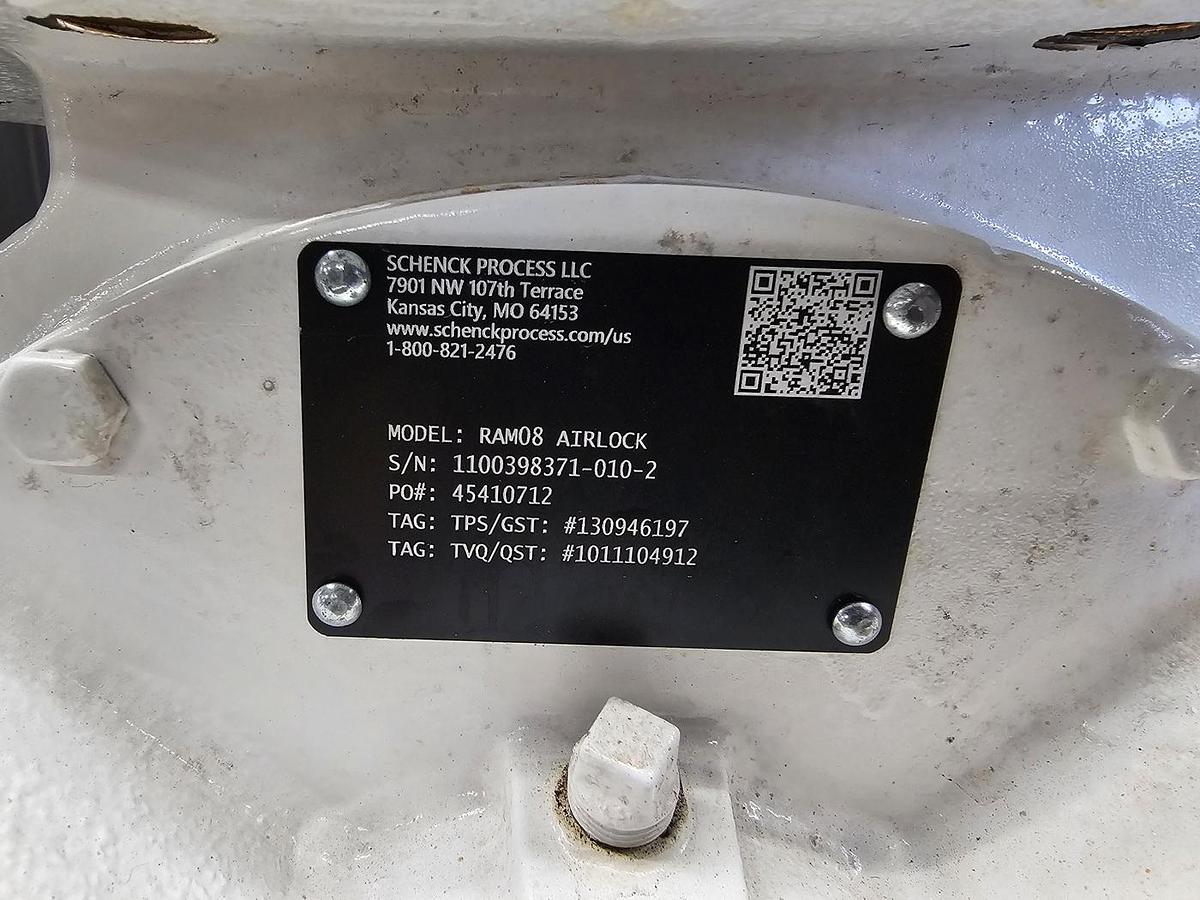 SCHENCK PROCESS LLC
7901 NW 107th Terrace
Kansas City, MO 64153
www.schenckprocess.com/us
1-800-821-2476
MODEL: RAM08 AIRLOCK
S/N: 1100398371-010-2
PO#: 45410712
TAG: TPS/GST: #130946197
TAG: TVQ/QST: #1011104912